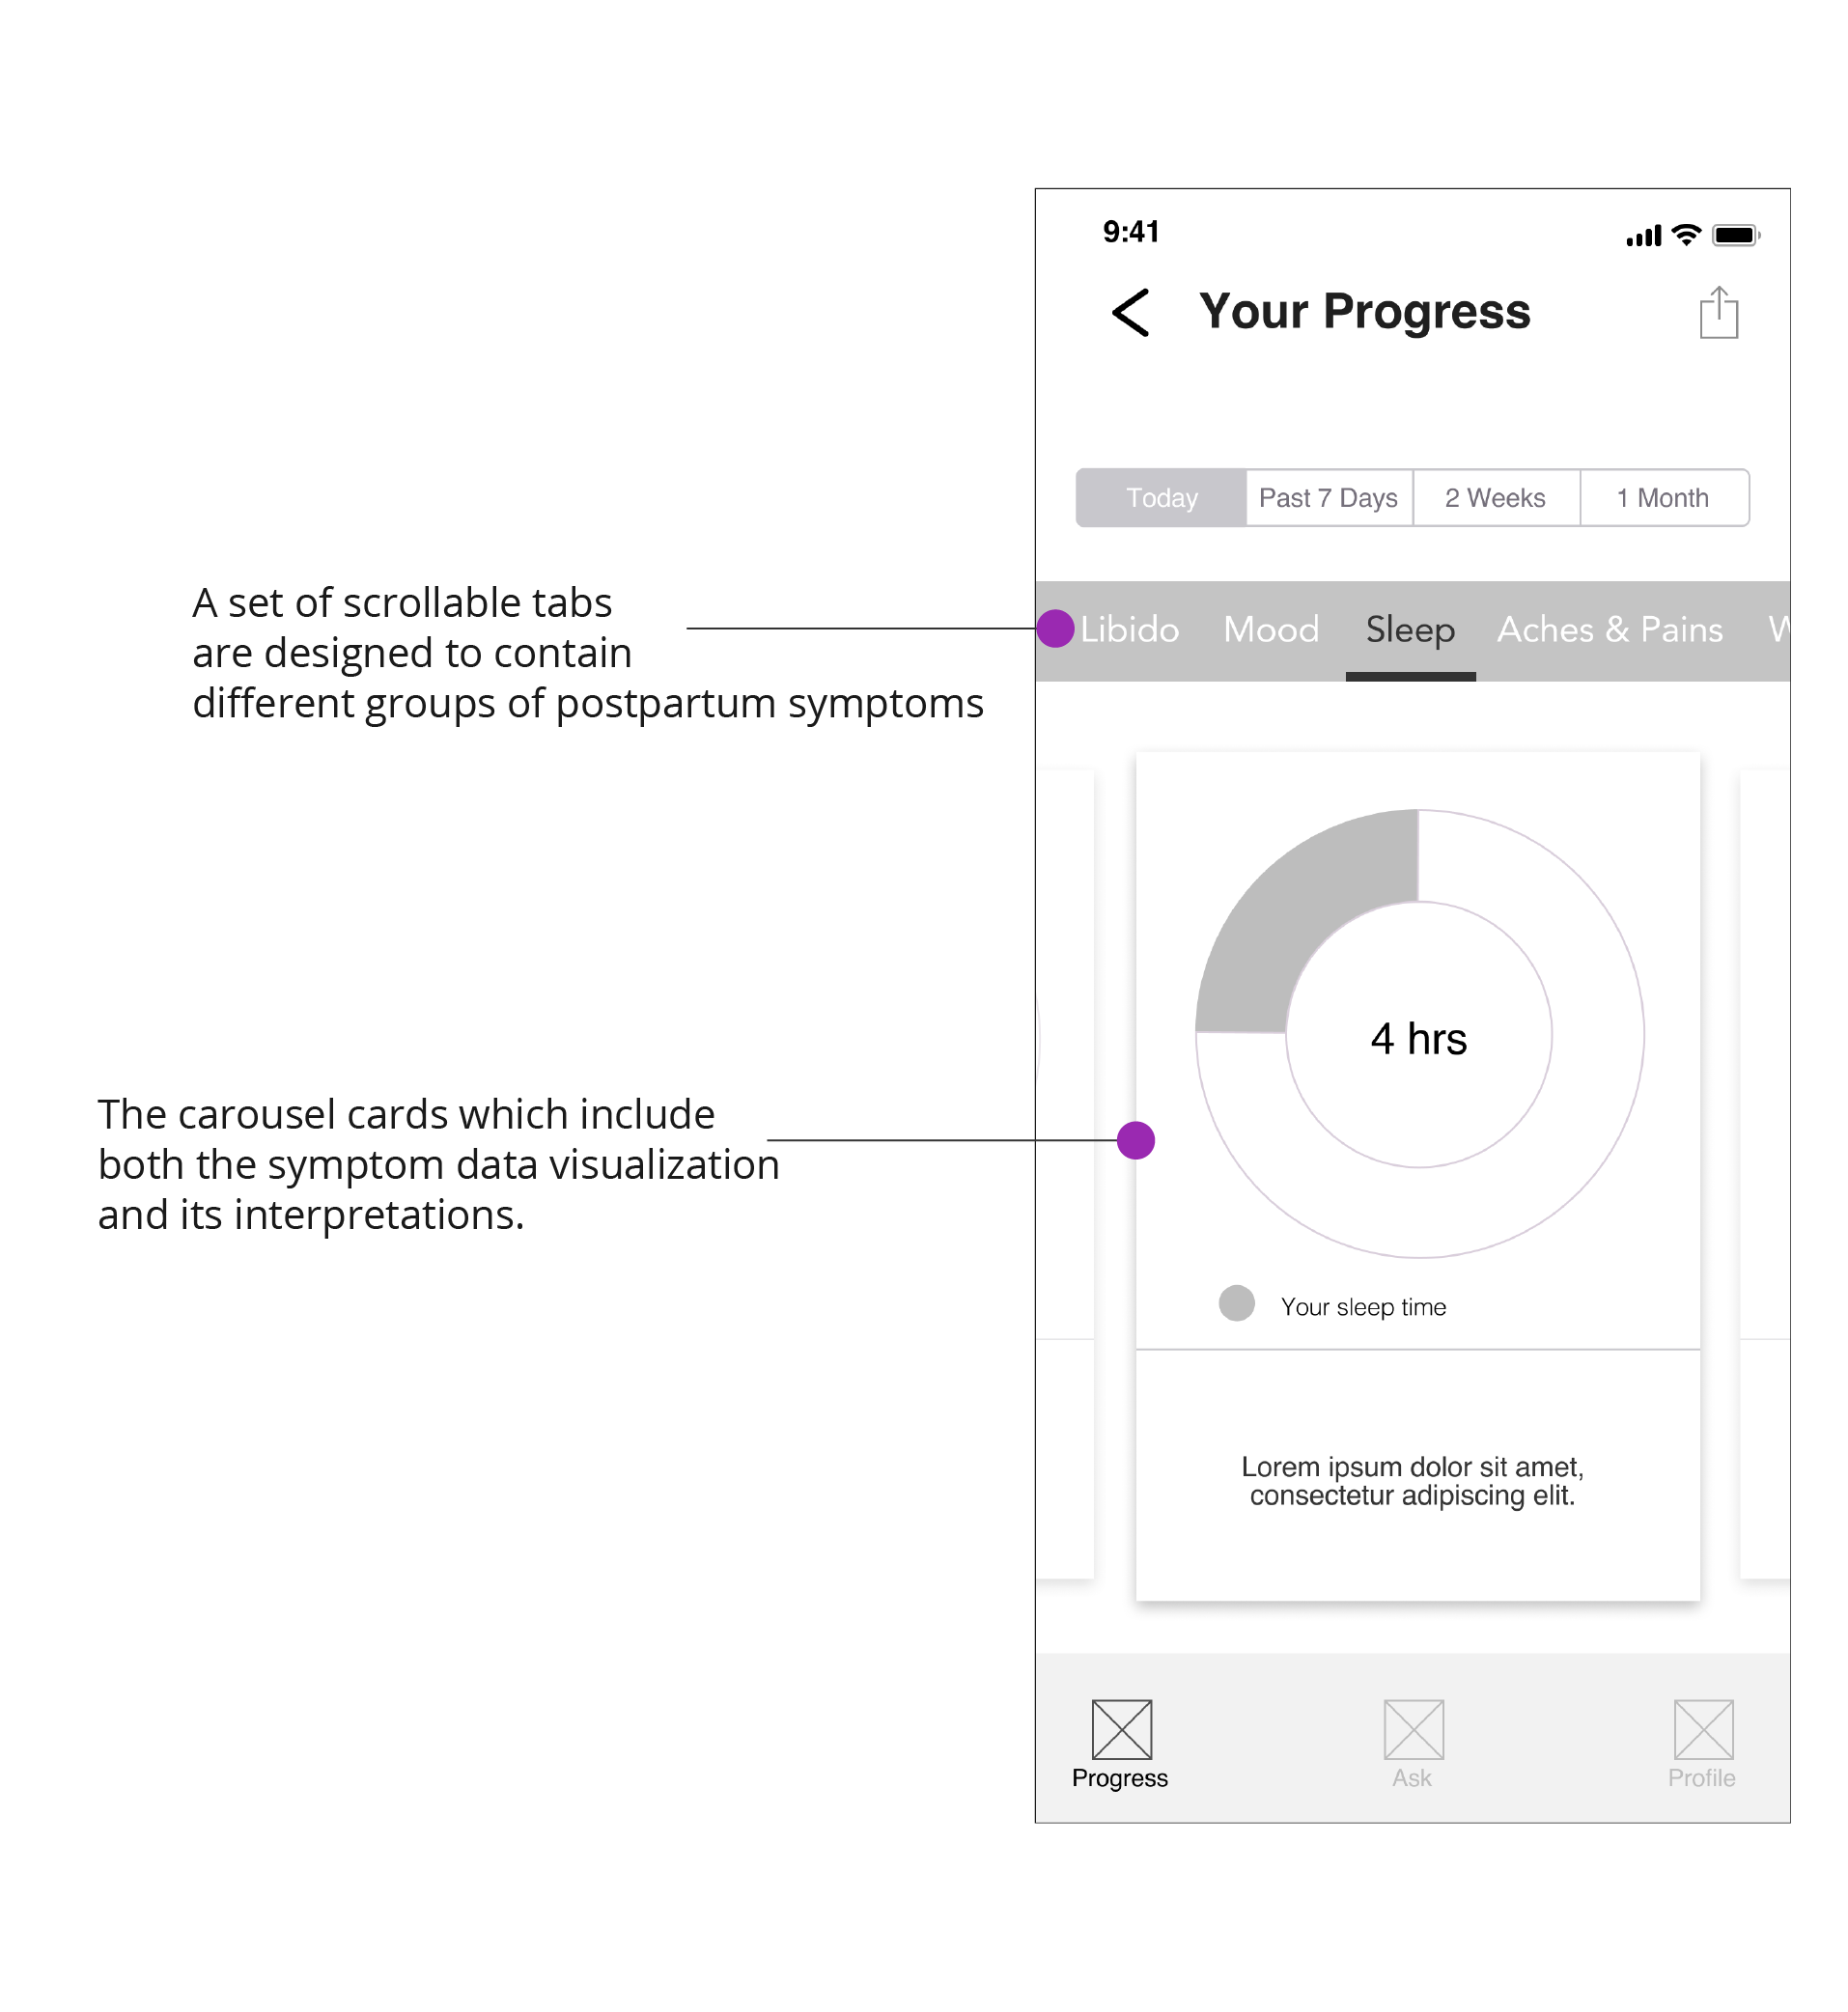 9:41
Your Progress
Today
Past 7 Days
2 Weeks
1 Month
A set of scrollable tabs
are designed to contain
different groups of postpartum symptoms
Libido
Mood
Sleep
Aches & Pains
4 hrs
The carousel cards which include
both the symptom data visualization
and its interpretations.
Your sleep time
Lorem ipsum dolor sit amet,
consectetur adipiscing elit.
Progress
Ask
Profile